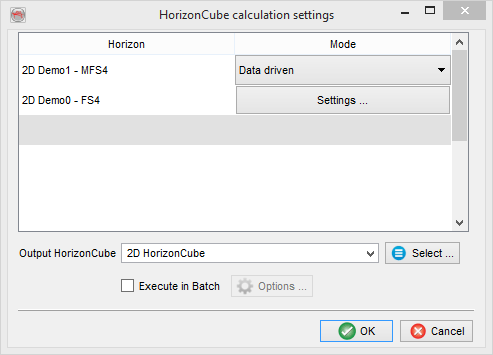 HorizonCube calculation settings
Horizon Mode
2D Demo1 - MFS4 Data driven
2D Demo0 - FS4 Settings ...
Output HorizonCube 2D HorizonCube Select ...
Execute in Batch Options ...
OK Cancel